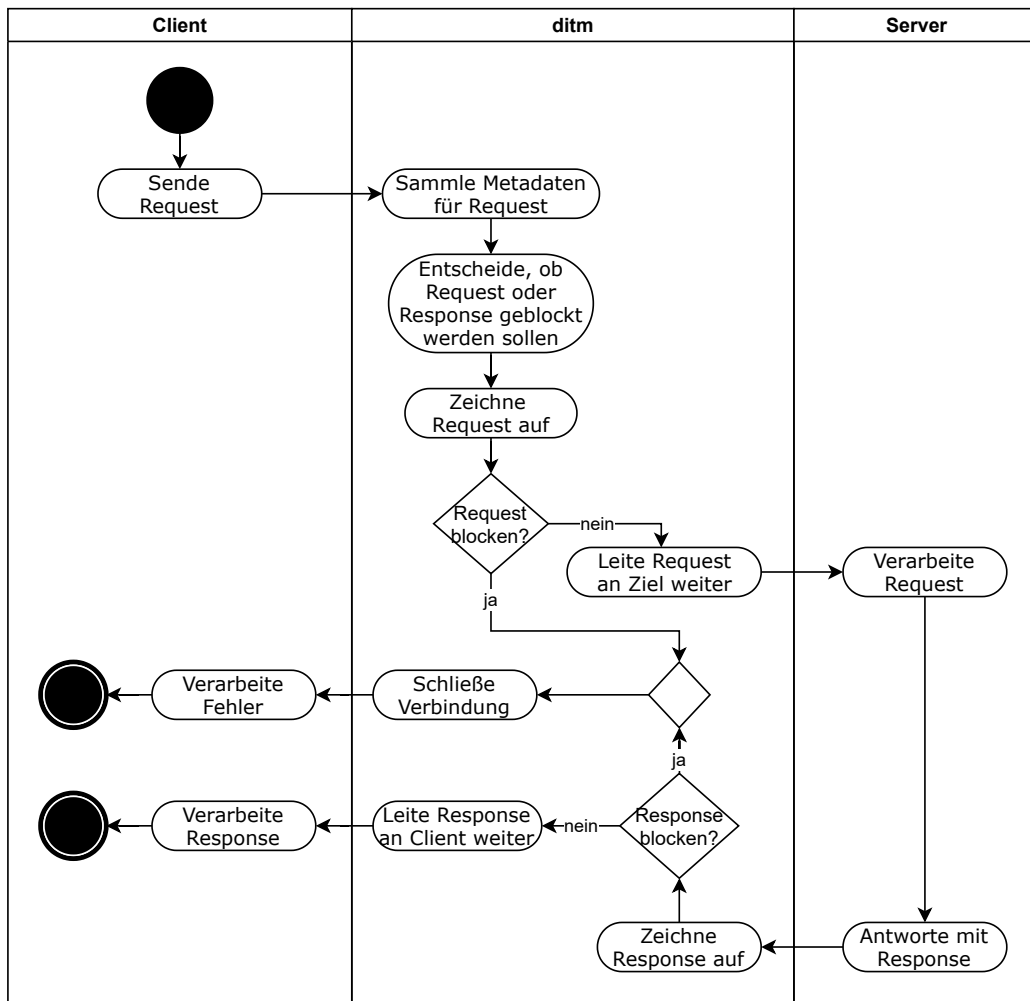 Client
ditm
Server
Sende
Request
Sammle Metadaten
für Request
Entscheide, ob
Request oder
Response geblockt
werden sollen
Zeichne
Request auf
Request
blocken?
nein
Leite Request
an Ziel weiter
Verarbeite
Request
ja
Verarbeite
Fehler
Schließe
Verbindung
ja
Verarbeite
Response
Leite Response
an Client weiter
nein
Response
blocken?
Zeichne
Response auf
Antworte mit
Response